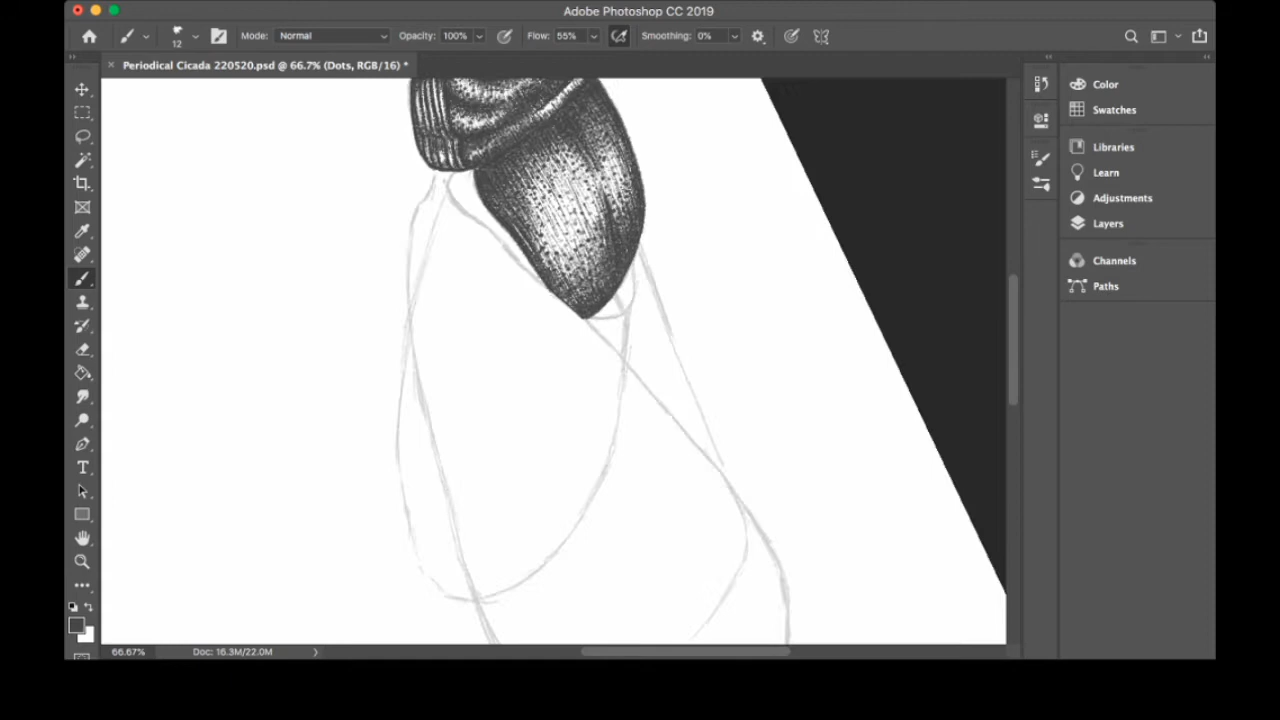 Adobe Photoshop CC 2019
12 Mode: Normal Opacity: 100% Flow: 55% Smoothing: 0%
× Periodical Cicada 220520.psd @ 66.7% (Dots, RGB/16) *
Color
Swatches
Libraries
Learn
Adjustments
Layers
Channels
Paths
66.67% Doc: 16.3M/22.0M